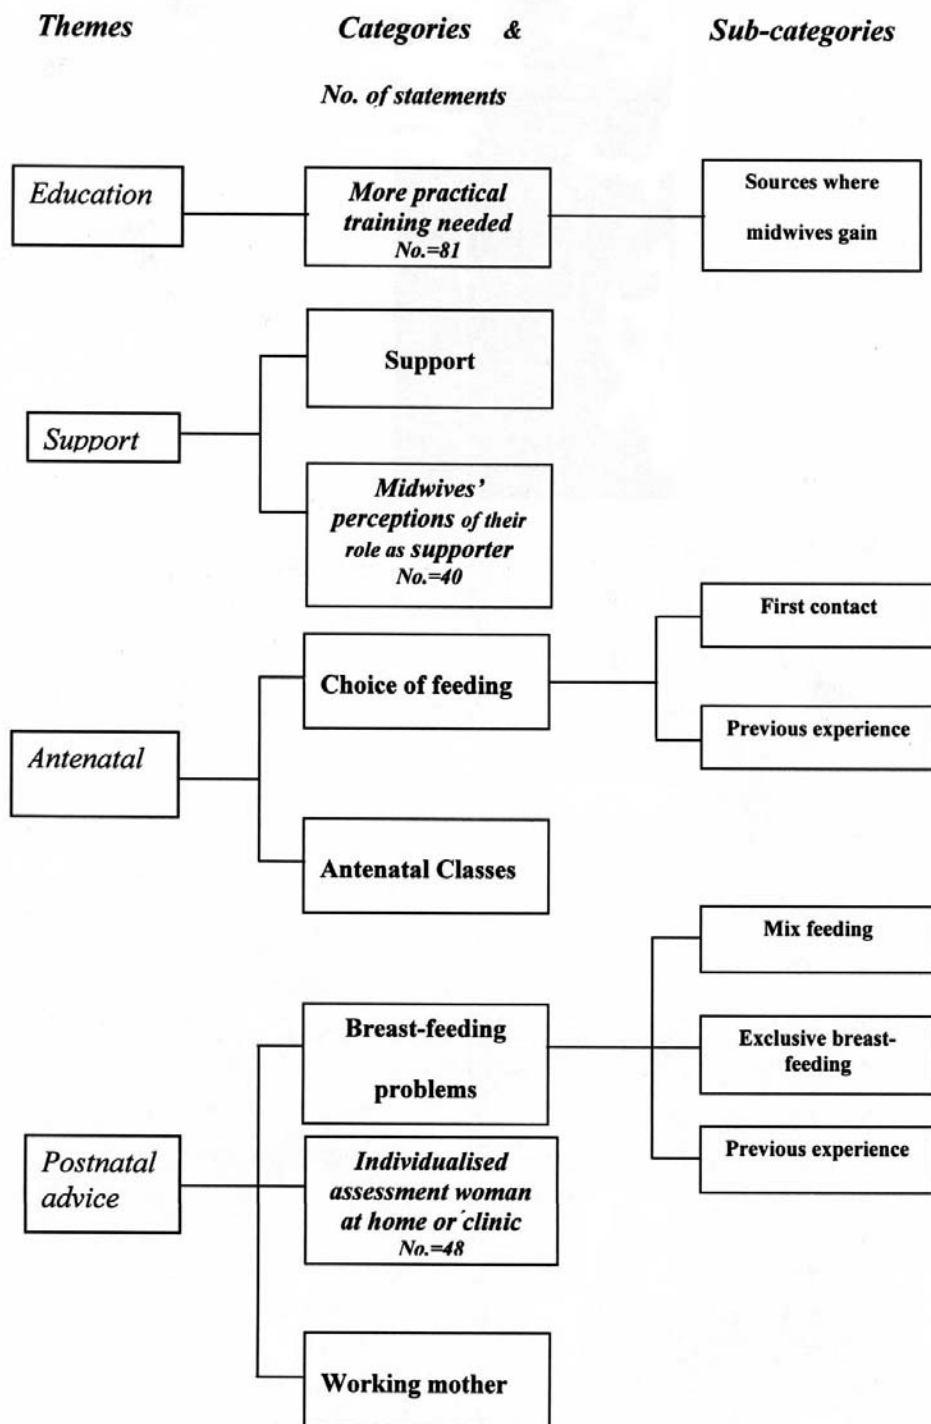 Themes Categories & Sub-categories
No. of statements
Education
More practical
training needed
No.=81
Sources where
midwives gain
Support
Support
Midwives’
perceptions of their
role as supporter
No.=40
Antenatal
Choice of feeding
First contact
Previous experience
Antenatal Classes
Postnatal
advice
Breast-feeding
problems
Mix feeding
Exclusive breast-
feeding
Previous experience
Individualised
assessment woman
at home or clinic
No.=48
Working mother